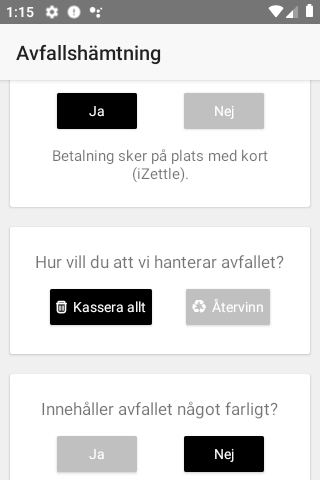 1:15
Avfallshämtning
Ja
Nej
Betalning sker på plats med kort
(iZettle).
Hur vill du att vi hanterar avfallet?
Kassera allt
Återvinn
Innehåller avfallet något farligt?
Ja
Nej